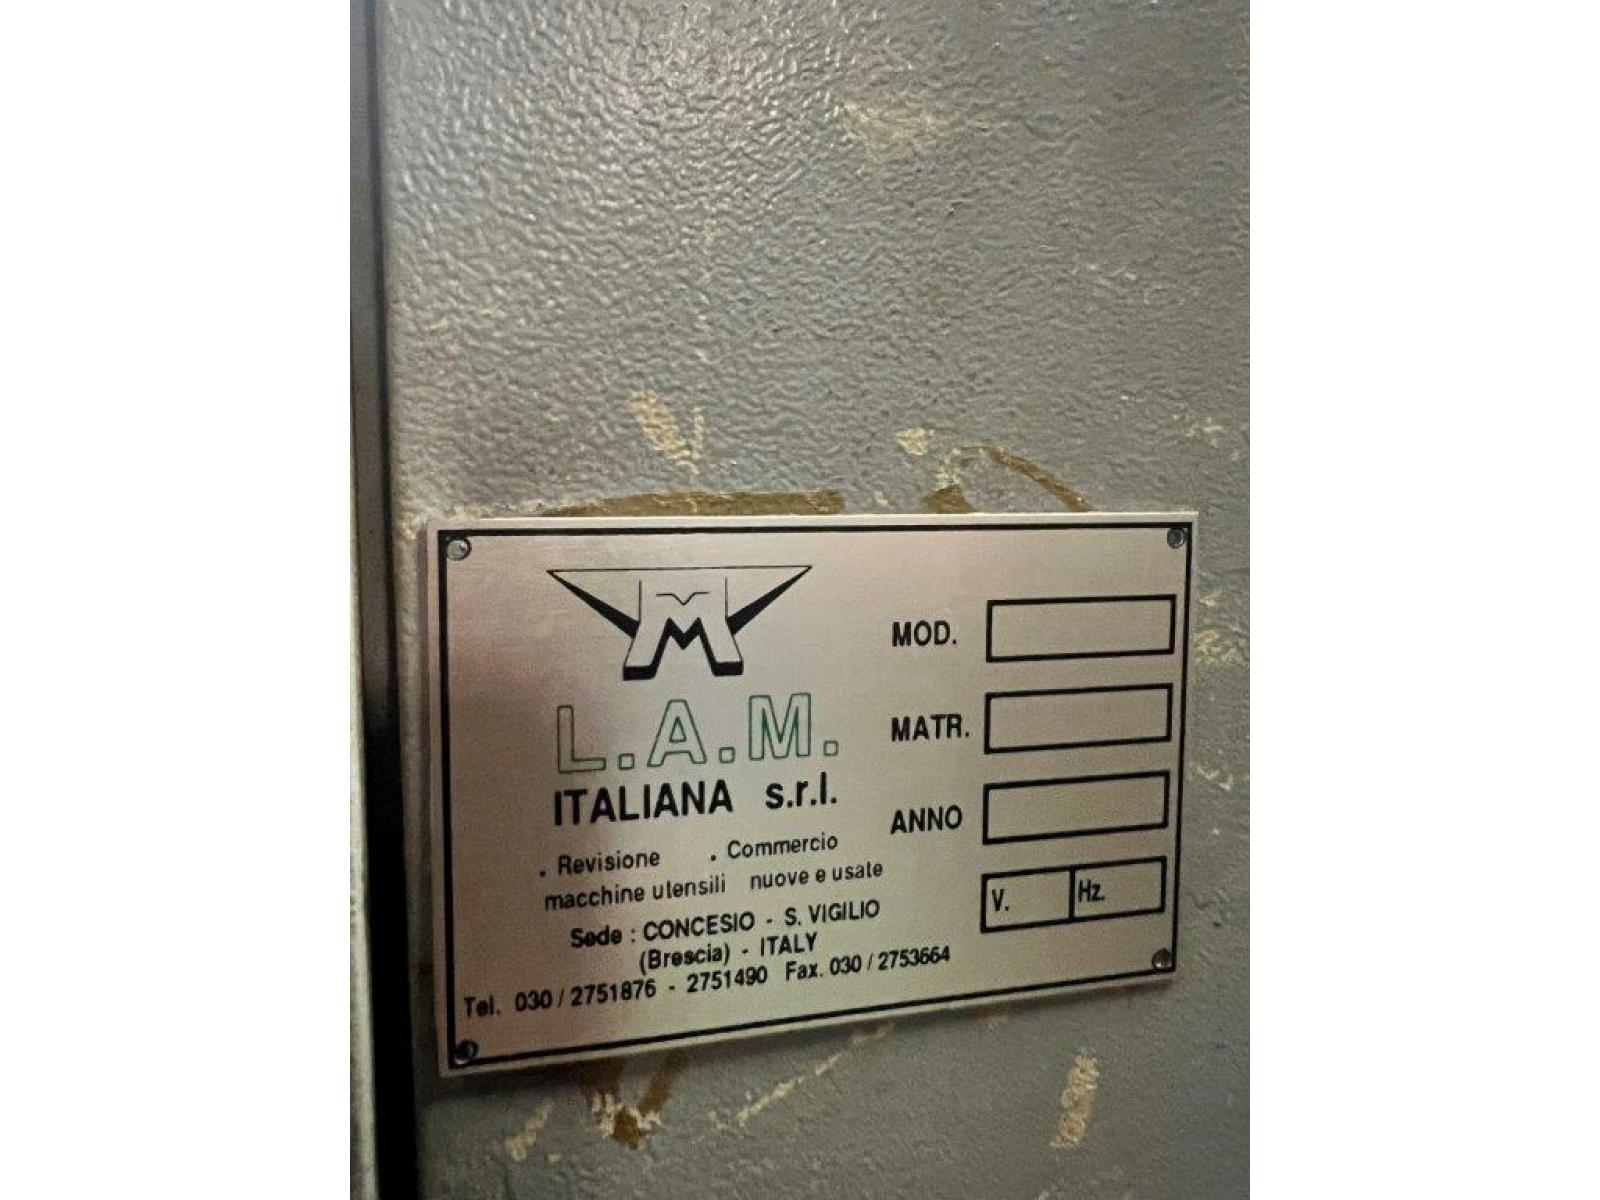 M
L.A.M.
ITALIANA s.r.l.
. Revisione . Commercio
macchine utensili nuove e usate
Sede : CONCESIO - S. VIGILIO
(Brescia) - ITALY
Tel. 030 / 2751876 - 2751490 Fax. 030 / 2753664
MOD.
MATR.
ANNO
V. Hz.